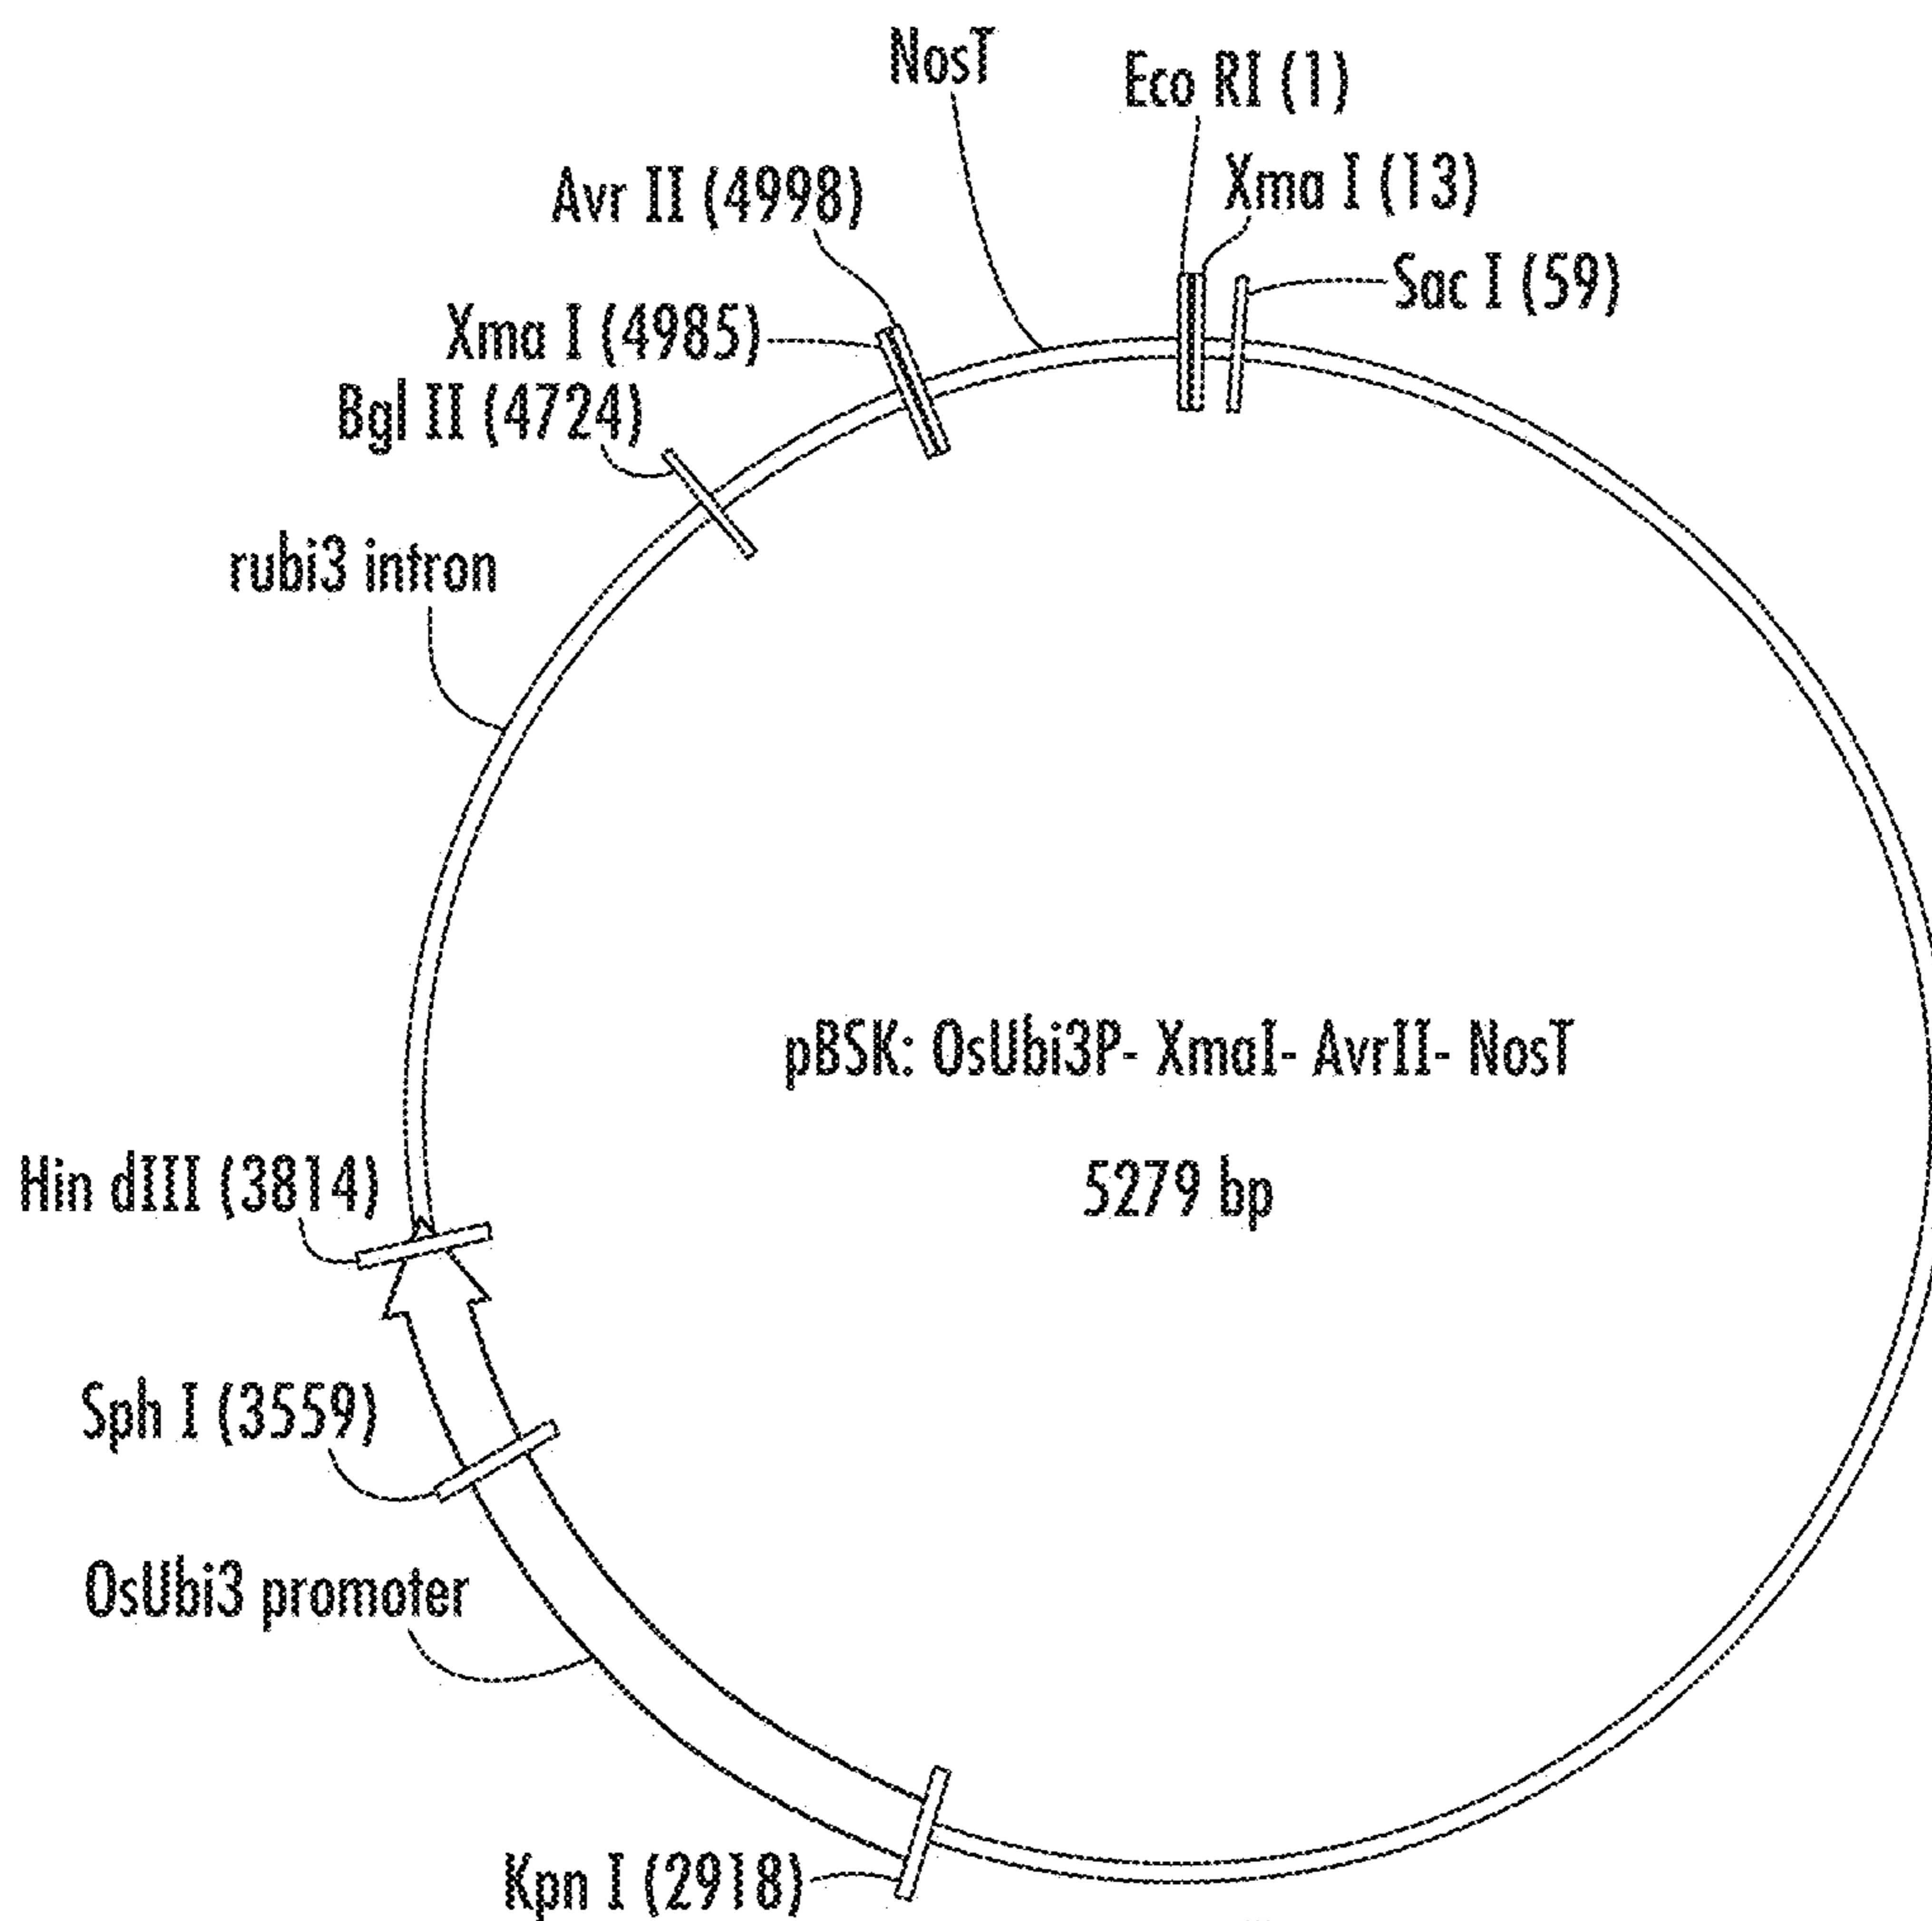 NosT
Eco RI (1)
Xma I (13)
Avr II (4998)
Sac I (59)
Xma I (4985)
Bgl II (4724)
rubi3 intron
pBSK: OsUbi3P- XmaI- AvrII- NosT
5279 bp
Hin dIII (3814)
Sph I (3559)
OsUbi3 promoter
Kpn I (2918)